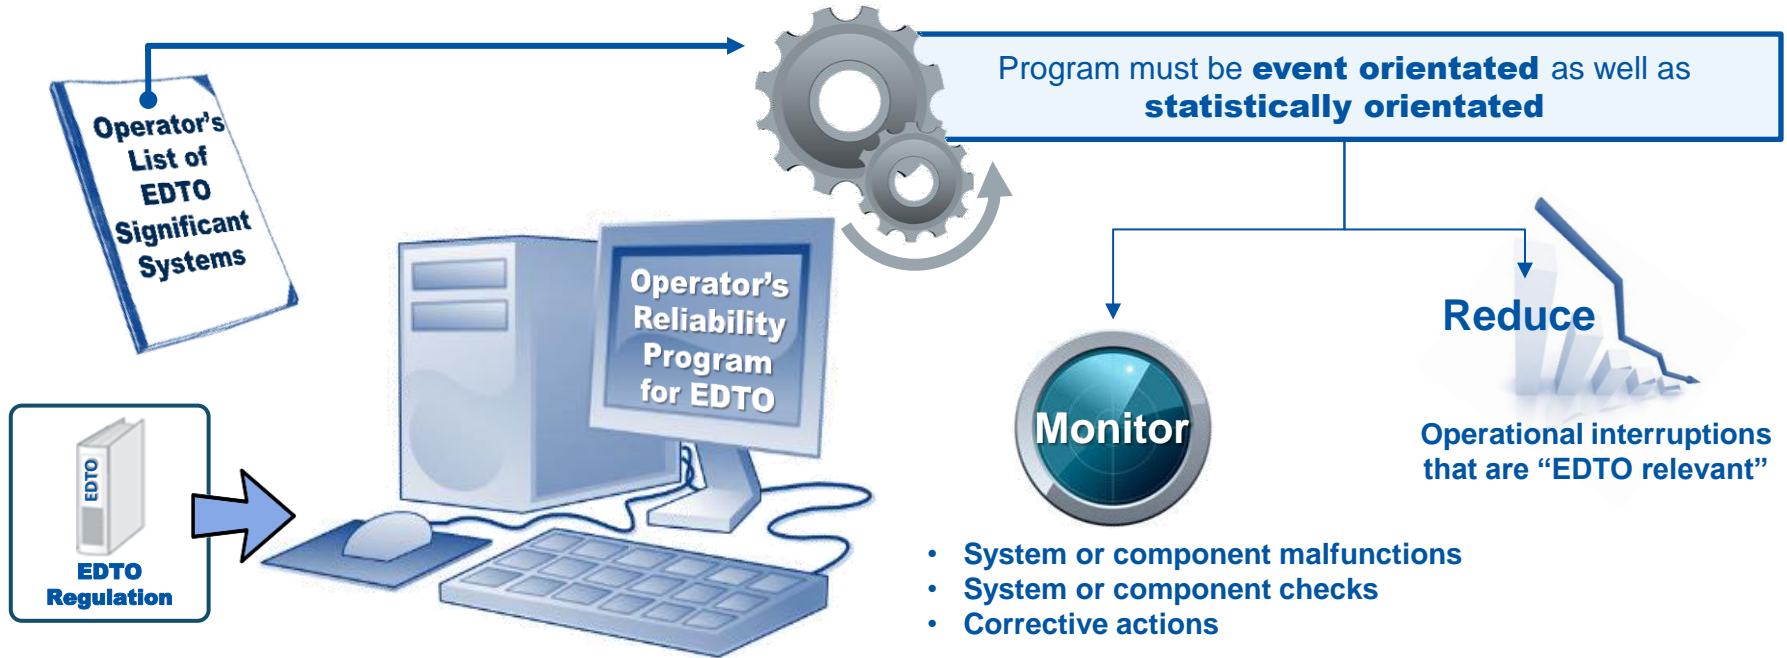 Operator's
List of
EDTO
Significant
Systems
Program must be event orientated as well as
statistically orientated
Operator's
Reliability
Program
for EDTO
EDTO
EDTO
Regulation
Monitor
• System or component malfunctions
• System or component checks
• Corrective actions
Reduce
Operational interruptions
that are “EDTO relevant”